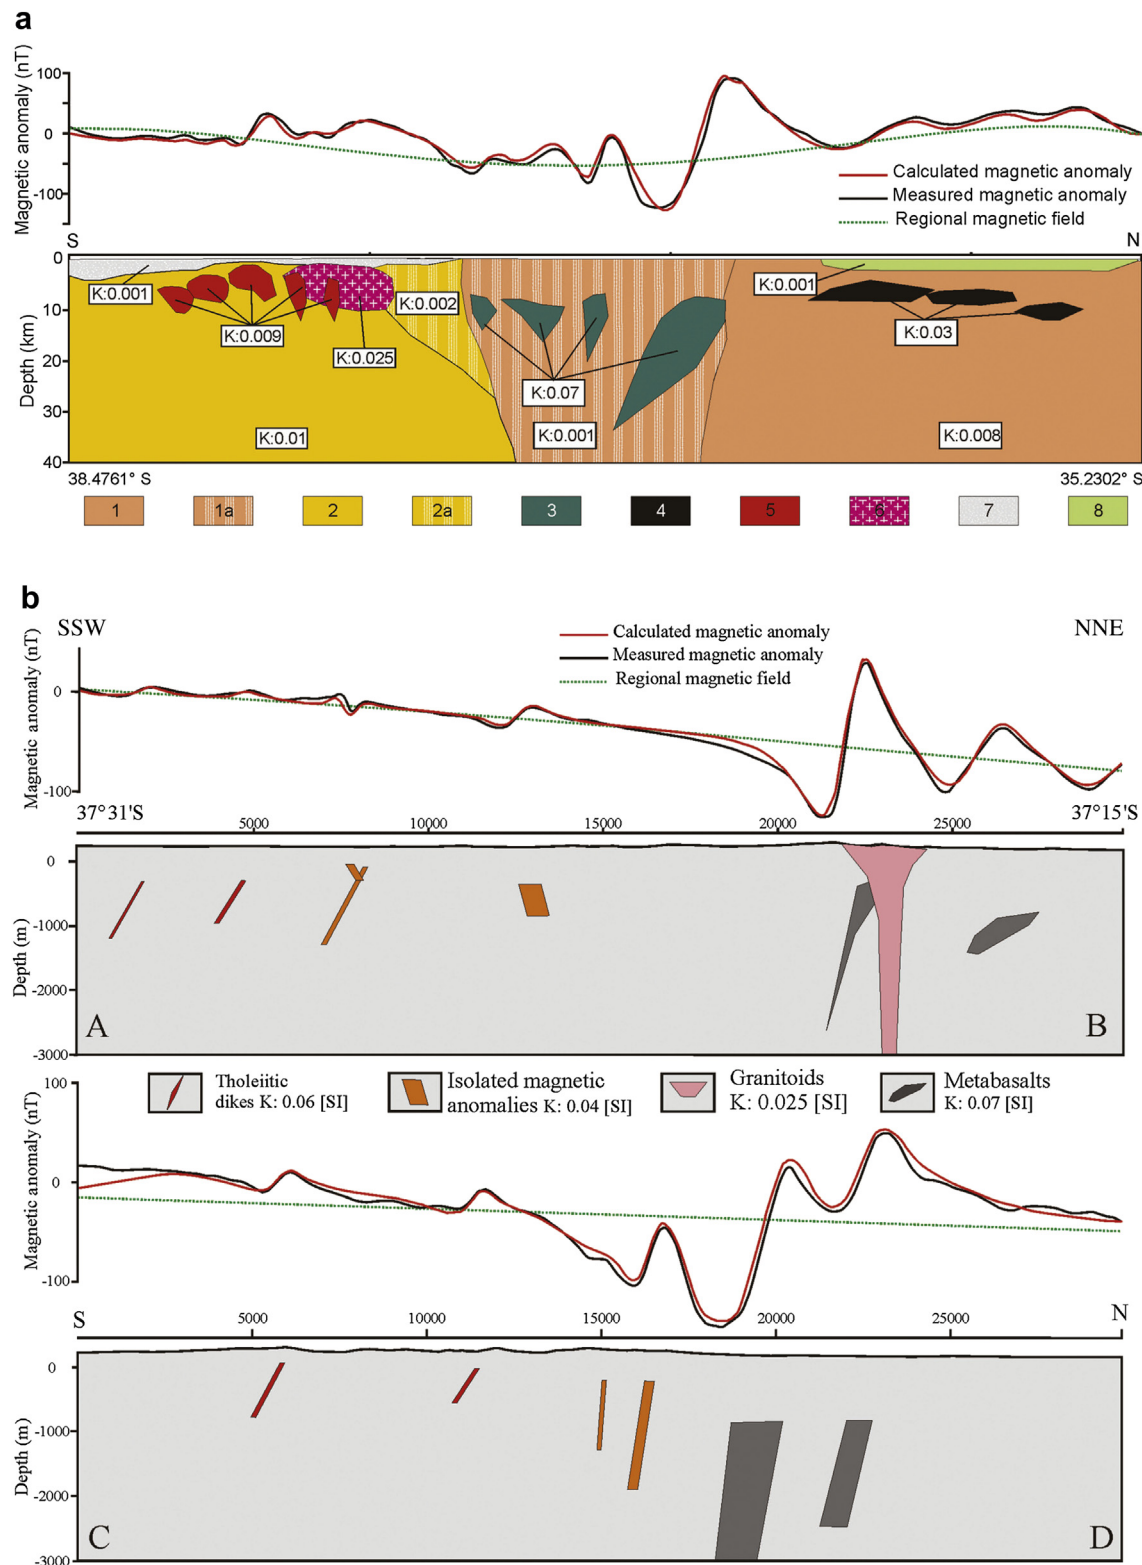 a
Magnetic anomaly (nT)
100
0
-100
Calculated magnetic anomaly
Measured magnetic anomaly
Regional magnetic field
S
N
Depth (km)
0
10
20
30
40
K:0.001
K:0.009
K:0.025
K:0.002
K:0.07
K:0.001
K:0.03
K:0.01
K:0.001
K:0.008
38.4761° S
35.2302° S
1
1a
2
2a
3
4
5
6
7
8
b
SSW
NNE
Magnetic anomaly (nT)
0
-100
Calculated magnetic anomaly
Measured magnetic anomaly
Regional magnetic field
37°31'S
37°15'S
5000
10000
15000
20000
25000
Depth (m)
0
-1000
-2000
-3000
A
B
Tholeiitic
dikes K: 0.06 [SI]
Isolated magnetic
anomalies K: 0.04 [SI]
Granitoids
K: 0.025 [SI]
Metabasalts
K: 0.07 [SI]
Magnetic anomaly (nT)
100
0
-100
S
N
5000
10000
15000
20000
25000
Depth (m)
0
-1000
-2000
-3000
C
D